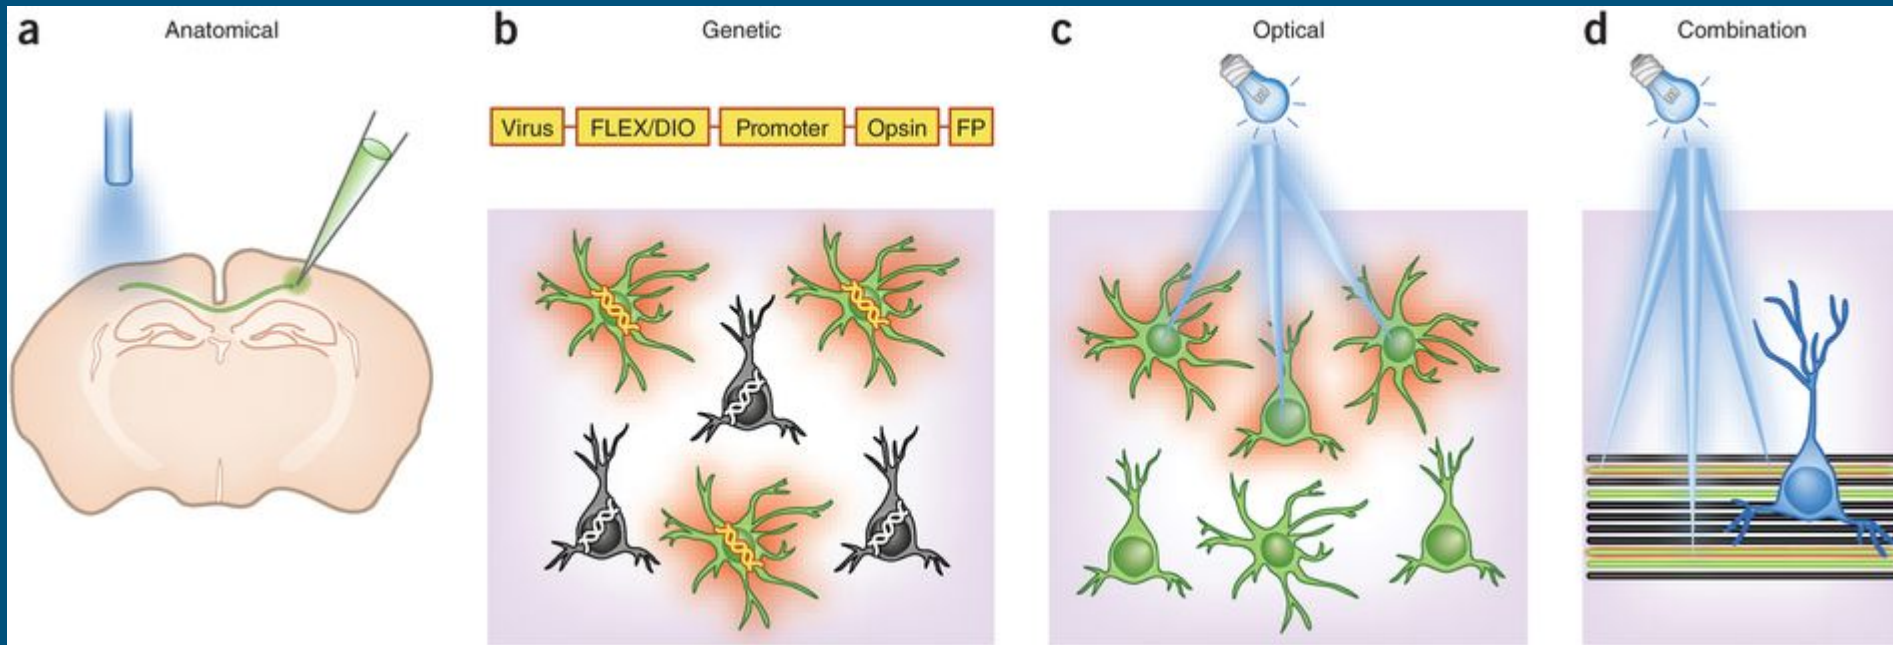 a Anatomical
b Genetic
Virus FLEX/DIO Promoter Opsin FP
c Optical
d Combination